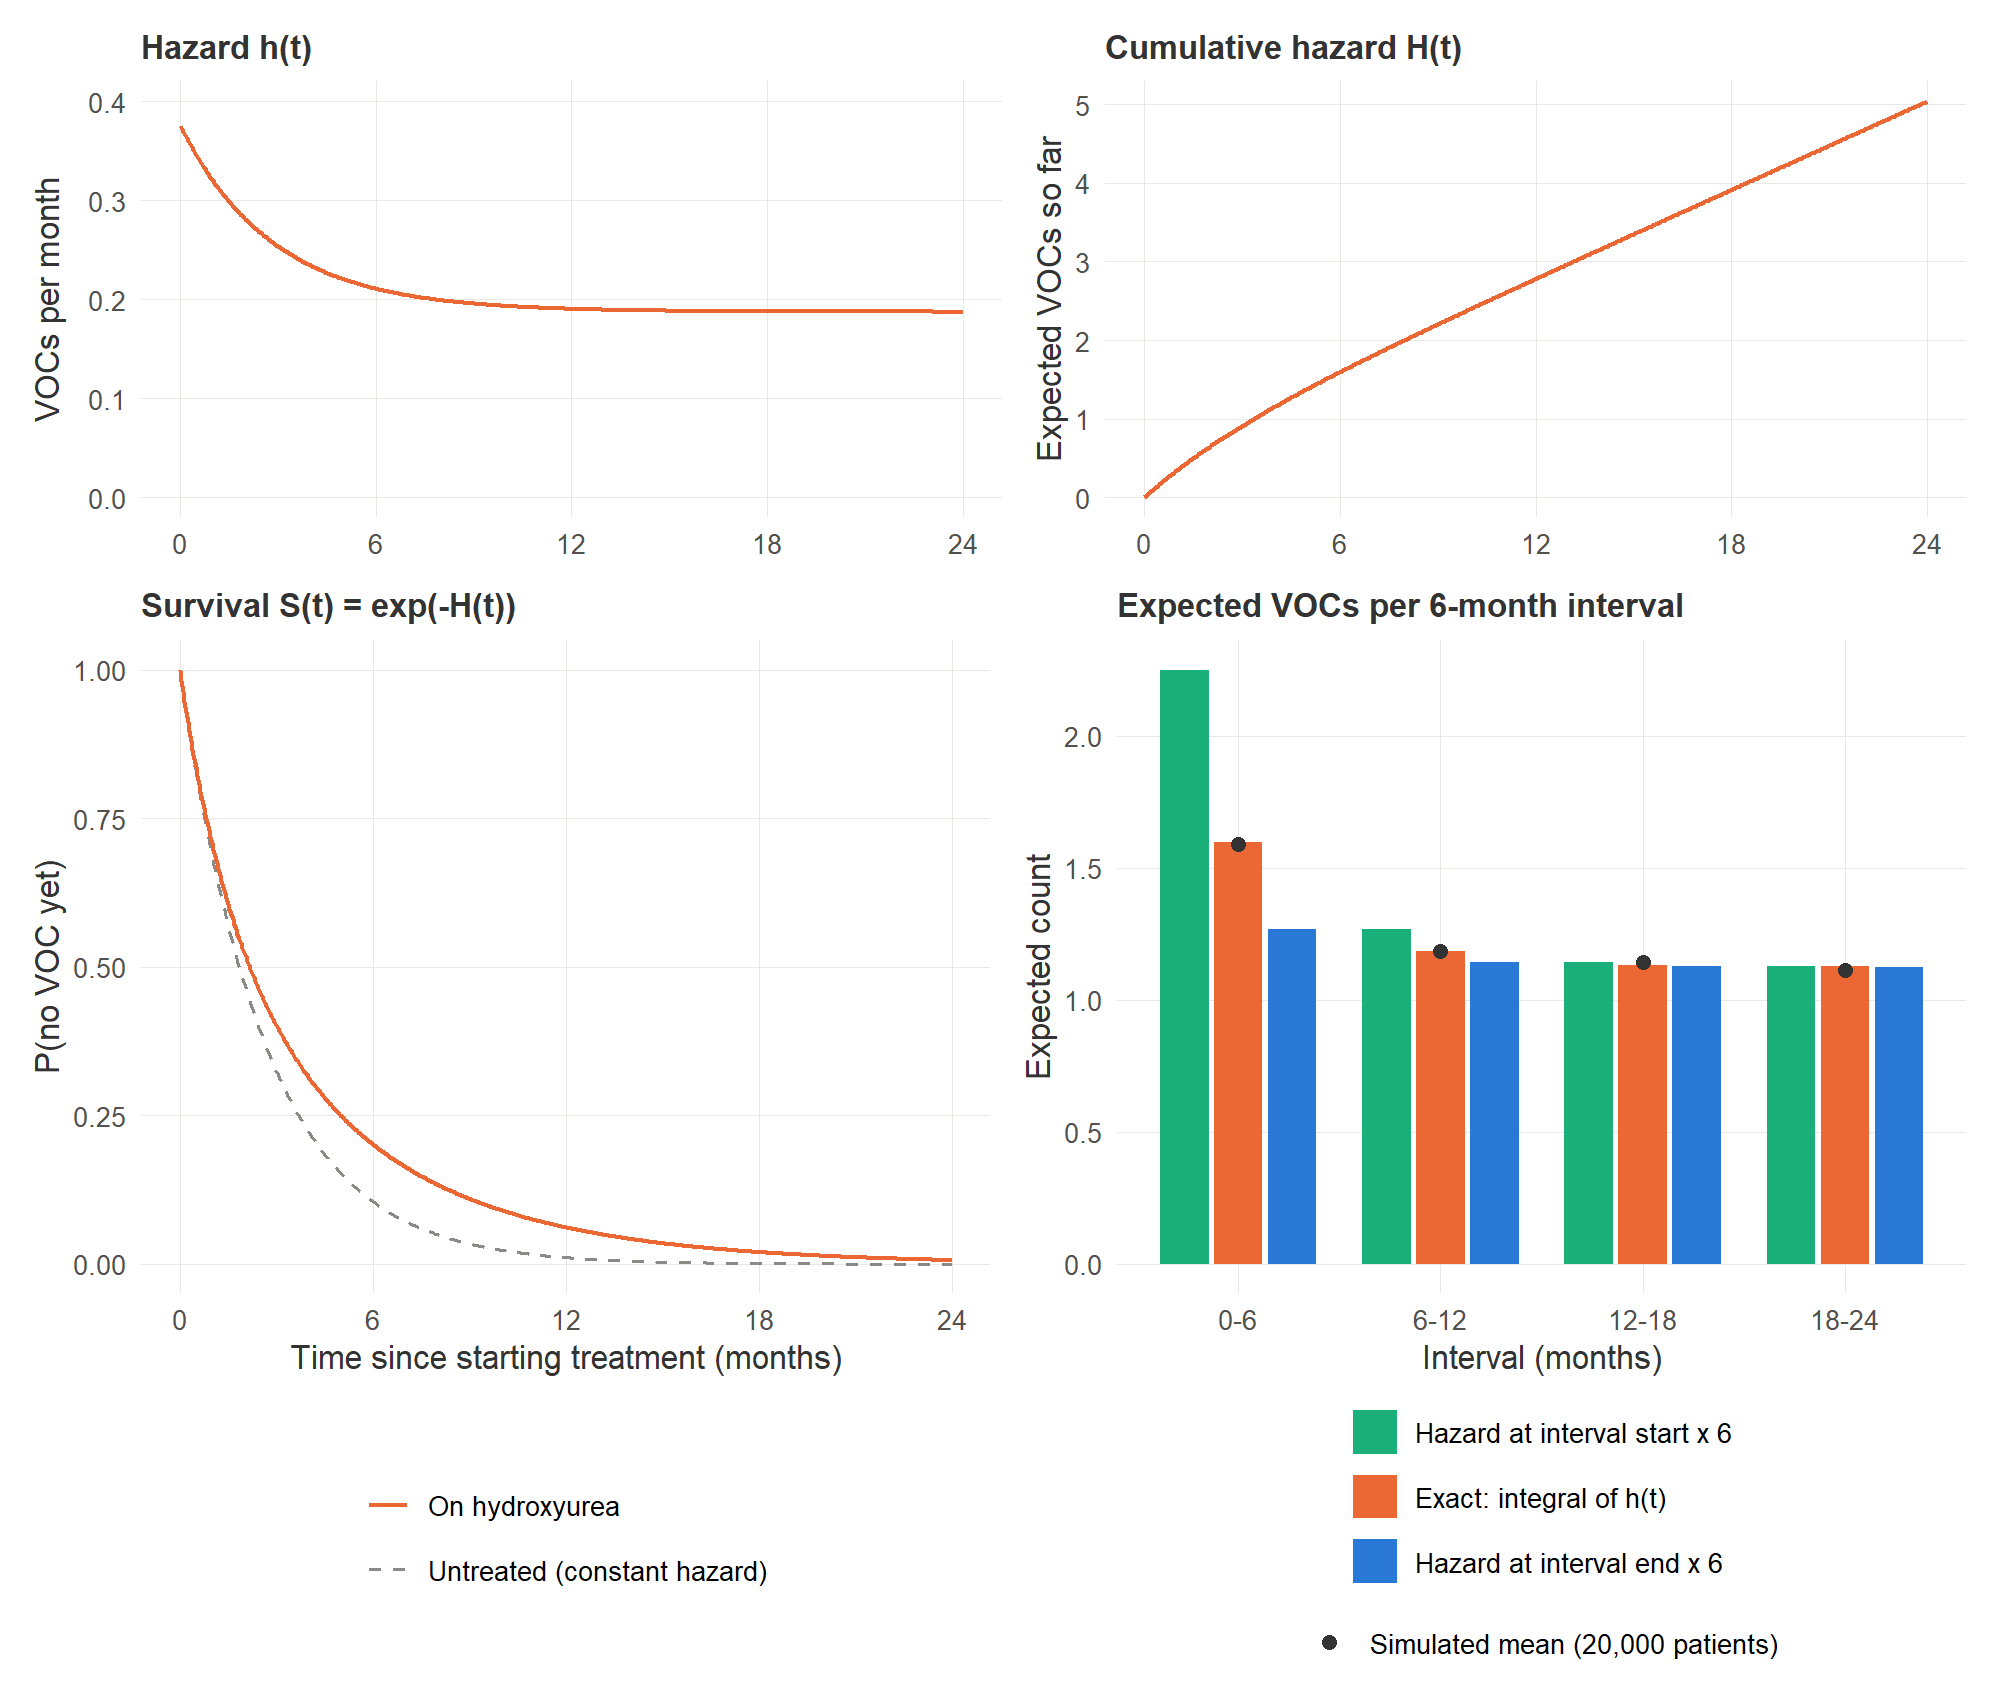 Hazard h(t)
VOCs per month
0.4
0.3
0.2
0.1
0.0
0 6 12 18 24
Cumulative hazard H(t)
Expected VOCs so far
5
4
3
2
1
0
0 6 12 18 24
Survival S(t) = exp(-H(t))
P(no VOC yet)
1.00
0.75
0.50
0.25
0.00
0 6 12 18 24
Time since starting treatment (months)
On hydroxyurea
Untreated (constant hazard)
Expected VOCs per 6-month interval
Expected count
2.0
1.5
1.0
0.5
0.0
0-6 6-12 12-18 18-24
Interval (months)
Hazard at interval start x 6
Exact: integral of h(t)
Hazard at interval end x 6
Simulated mean (20,000 patients)